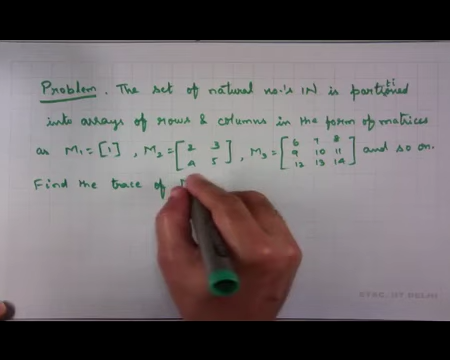 Problem. The set of natural no.'s IN is partitioned
into arrays of rows & columns in the form of matrices
as M₁ = [1], M₂ = [2 3 4 5], M₃ = [6 7 8 9 10 11 12 13 14] and so on.
Find the trace of